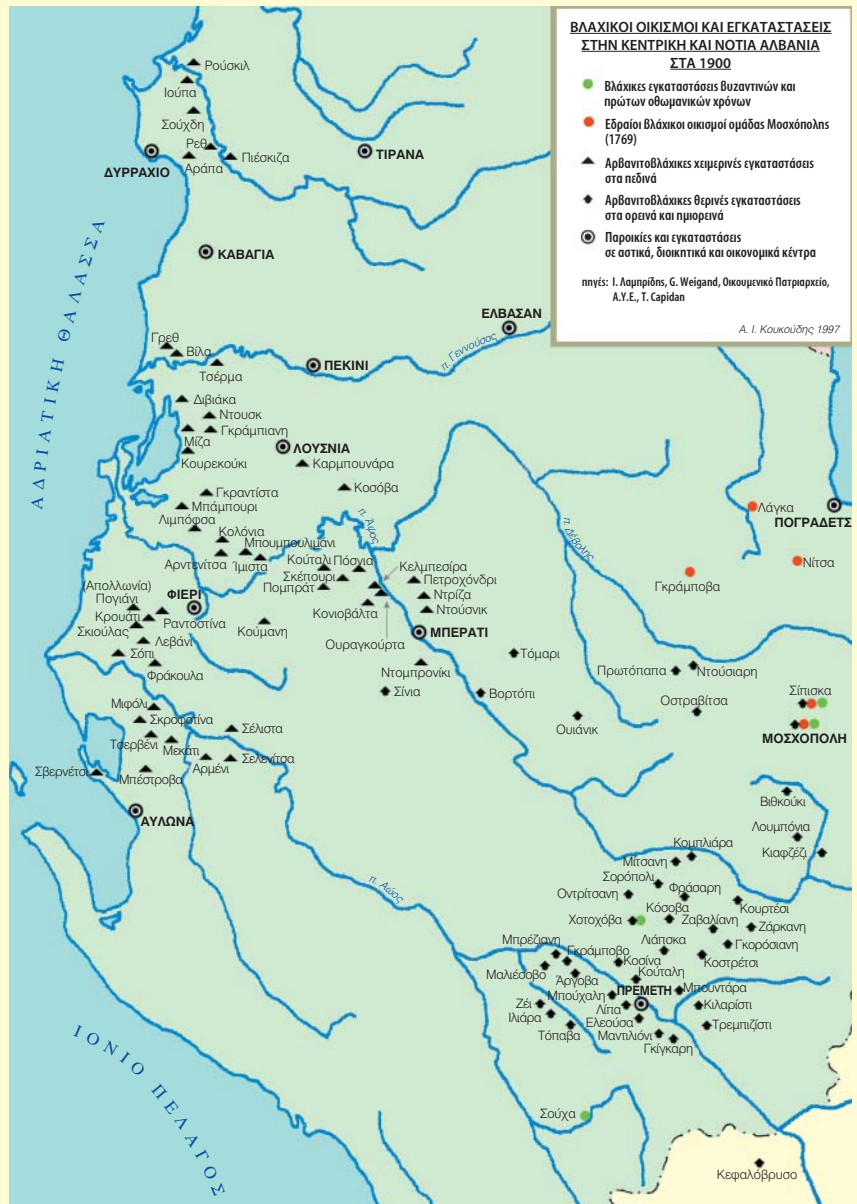 ΒΛΑΧΙΚΟΙ ΟΙΚΙΣΜΟΙ ΚΑΙ ΕΓΚΑΤΑΣΤΑΣΕΙΣ
ΣΤΗΝ ΚΕΝΤΡΙΚΗ ΚΑΙ ΝΟΤΙΑ ΑΛΒΑΝΙΑ
ΣΤΑ 1900
Βλάχικες εγκαταστάσεις βυζαντινών και
πρώτων οθωμανικών χρόνων
Εδραίοι βλάχικοι οικισμοί ομάδας Μοσχόπολης
(1769)
Αρβανιτοβλάχικες χειμερινές εγκαταστάσεις
στα πεδινά
Αρβανιτοβλάχικες θερινές εγκαταστάσεις
στα ορεινά και ημιορεινά
Παροικίες και εγκαταστάσεις
σε αστικά, διοικητικά και οικονομικά κέντρα
πηγές: Ι. Λαμπρίδης, G. Weigand, Οικουμενικό Πατριαρχείο,
Α.Υ.Ε., T. Capidan
Α. Ι. Κουκούδης 1997
Ρούσκιλ
Ιούπα
Σούχδη
Ρεθ
Πιέσκιζα
Αράπα
ΔΥΡΡΑΧΙΟ
ΤΙΡΑΝΑ
ΚΑΒΑΓΙΑ
ΑΔΡΙΑΤΙΚΗ ΘΑΛΑΣΣΑ
ΕΛΒΑΣΑΝ
π. Γεννούσος
Γρεθ
Βίλα
Τσέρμα
ΠΕΚΙΝΙ
Διβιάκα
Ντουσκ
Γκράμπιανη
Μίζα
Κουρεκούκι
ΛΟΥΣΝΙΑ
Καρμπουνάρα
Κοσόβα
Γκραντίστα
Μπάμπουρι
Λιμπόφσα
Κολόνια
Μπουμπουλιμάνι
Αρντενίτσα
Ίμιστα
π. Άψος
π. Δέβολης
Λάγκα
ΠΟΓΡΑΔΕΤΣ
Νίτσα
Γκράμποβα
Κούταλι
Πόσνια
Κελμπεσίρα
Σκέπουρι
Πετροχόνδρι
Πομπράτ
Ντρίζα
Κονιοβάλτα
Ντούσνικ
Ουραγκούρτα
ΜΠΕΡΑΤΙ
(Απολλωνία)
Πογιάνι
ΦΙΕΡΙ
Κρουάτι
Ραντοστίνα
Σκιούλας
Λεβάνι
Κούμανη
Σόπι
Φράκουλα
Ντομπρονίκι
Σίνια
Τόμαρι
Βορτόπι
Ουιάνικ
Πρωτόπαπα
Ντούσιαρη
Οστραβίτσα
Σίπισκα
ΜΟΣΧΟΠΟΛΗ
Μιφόλι
Σκροφοτίνα
Τσερβένι
Μεκάτι
Σέλιστα
Αρμένι
Σελενίτσα
Σβερνέτσι
Μπέστροβα
ΑΥΛΩΝΑ
π. Αώος
Βιθκούκι
Λουμπόνια
Κιαφζέζι
Κομπλιάρα
Μίτσανη
Σορόπολι
Οντρίτσανη
Φράσαρη
Κουρτέσι
Κόσοβα
Χοτοχόβα
Ζαβαλίανη
Ζάρκανη
Λιάπσκα
Γκορόσιανη
Κοστρέτσι
Μπρέζιανη
Γκράμποβο
Κοσίνα
Μαλιέσοβο
Άργοβα
Κούταλη
Μπούχαλη
ΠΡΕΜΕΤΗ
Μπουντάρα
Ζέι
Λίπα
Κιλαρίστι
Ιλιάρα
Ελεούσα
Τόπαβα
Μαντιλιόνι
Τρεμπιζίστι
Γκίγκαρη
Σούχα
ΙΟΝΙΟ ΠΕΛΑΓΟΣ
Κεφαλόβρυσο